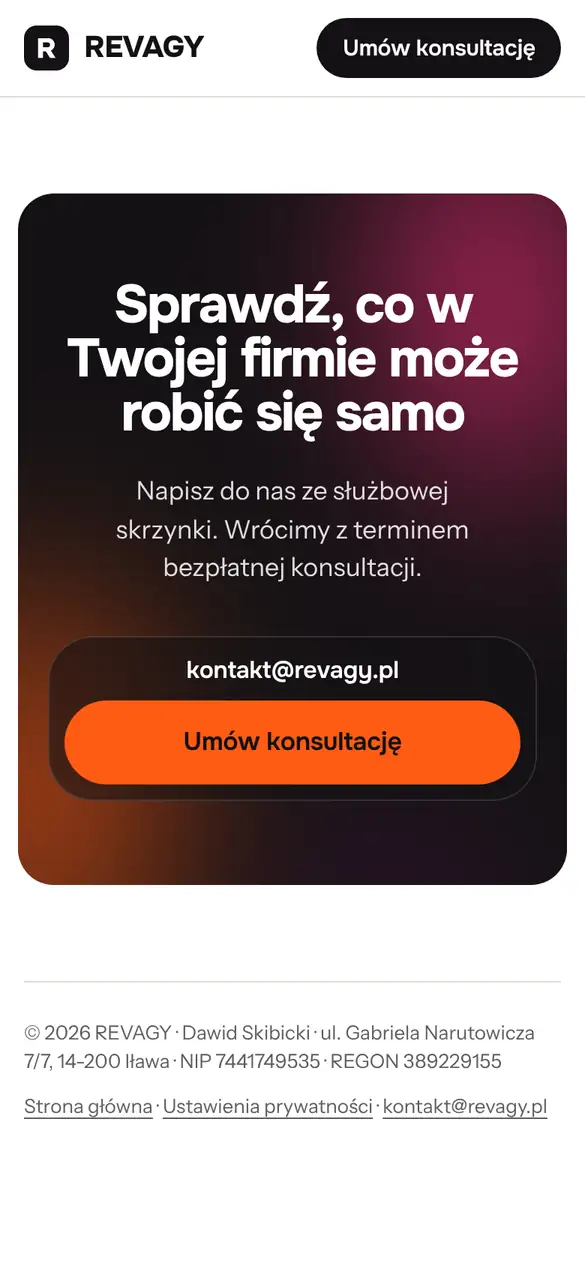 R REVAGY
Umów konsultację
Sprawdź, co w
Twojej firmie może
robić się samo
Napisz do nas ze służbowej
skrzynki. Wrócimy z terminem
bezpłatnej konsultacji.
kontakt@revagy.pl
Umów konsultację
© 2026 REVAGY · Dawid Skibicki · ul. Gabriela Narutowicza
7/7, 14-200 Iława · NIP 7441749535 · REGON 389229155
Strona główna · Ustawienia prywatności · kontakt@revagy.pl